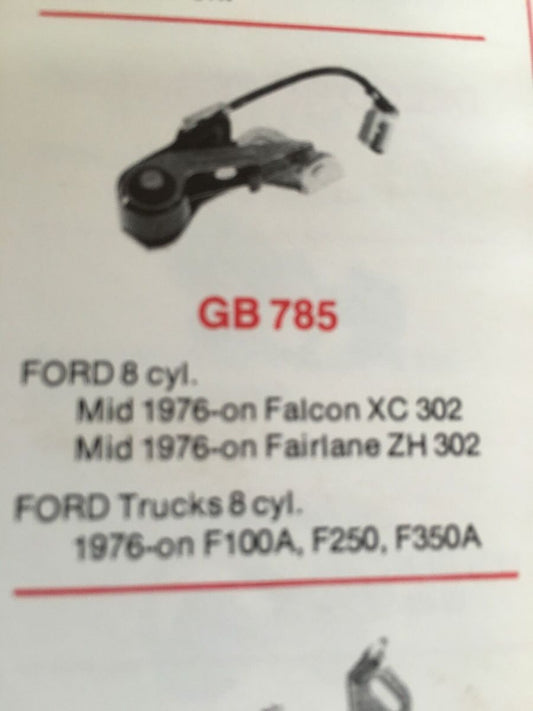 GB 785
FORD 8 cyl.
Mid 1976-on Falcon XC 302
Mid 1976-on Fairlane ZH 302
FORD Trucks 8 cyl.
1976-on F100A, F250, F350A